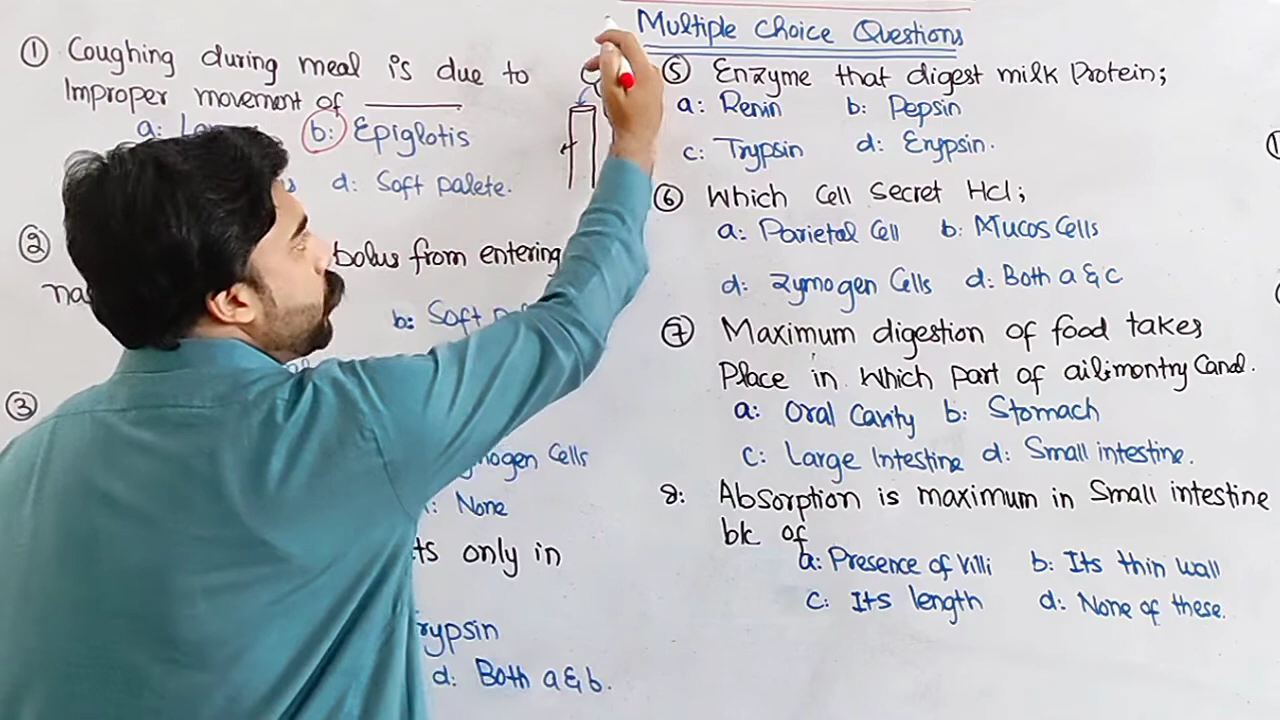 Multiple Choice Questions
① Coughing during meal is due to
Improper movement of ______
a: b: Epiglotis
d: Soft palete.
② bolus from entering
na
b: Soft
③
Cells
None
only in
d: Both a & b.
⑤ Enzyme that digest milk Protein;
a: Renin b: Pepsin
c: Trypsin d: Erypsin.
⑥ Which Cell Secret Hcl;
a: Parietal Cell b: Mucos Cells
d: Zymogen Cells d: Both a & c
⑦ Maximum digestion of food takes
Place in Which part of ailimontry Canal.
a: Oral Cavity b: Stomach
c: Large Intestine d: Small intestine.
8: Absorption is maximum in Small intestine
bk of
a: Presence of Villi b: Its thin wall
c: Its length d: None of these.